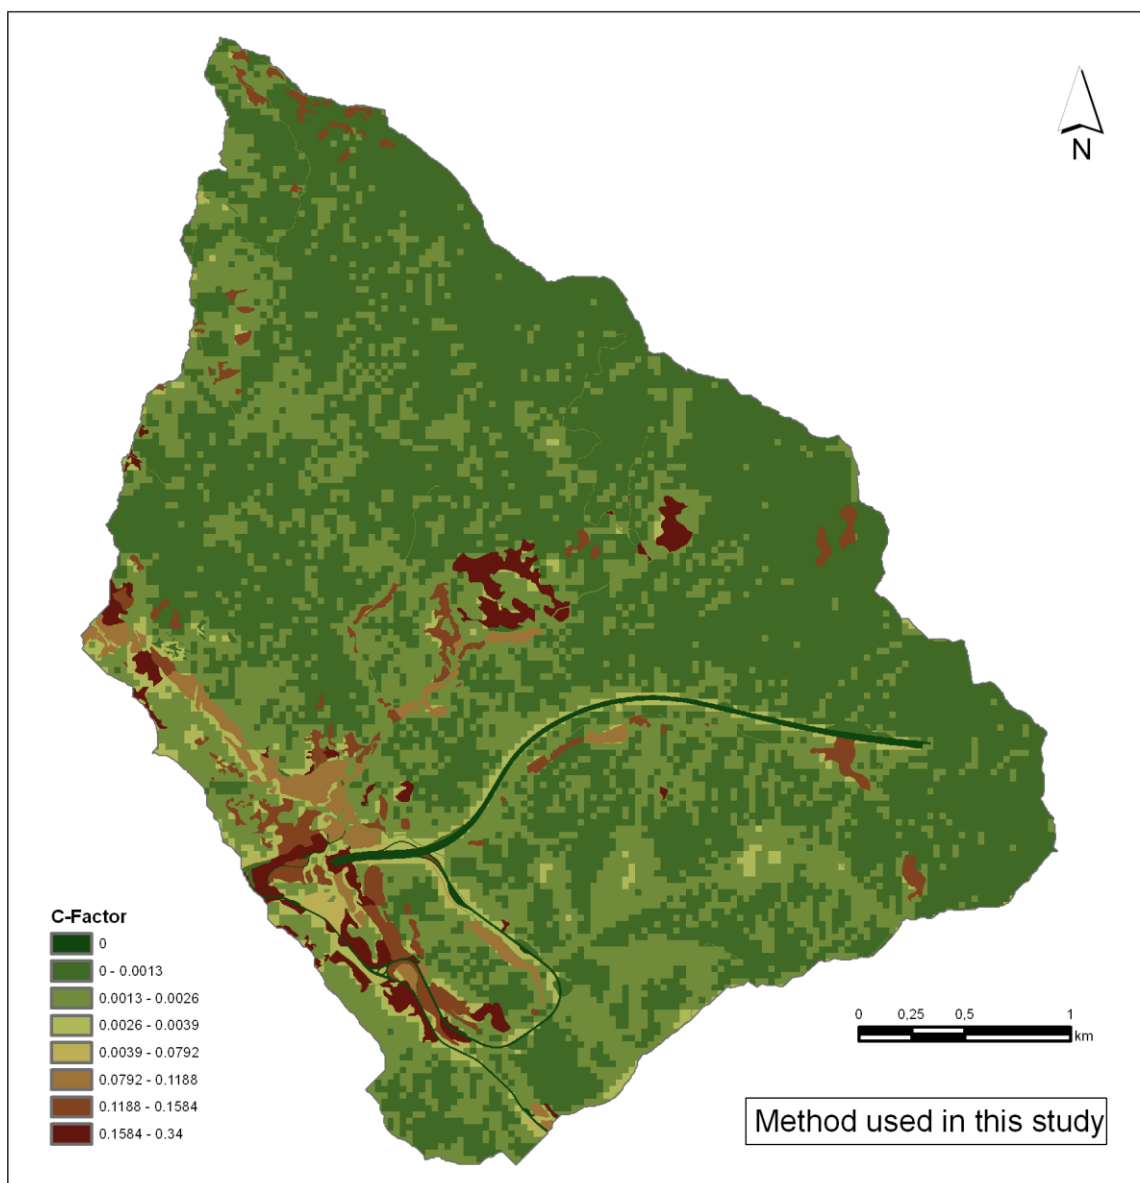 N
C-Factor
0
0 - 0.0013
0.0013 - 0.0026
0.0026 - 0.0039
0.0039 - 0.0792
0.0792 - 0.1188
0.1188 - 0.1584
0.1584 - 0.34
0 0,25 0,5 1
km
Method used in this study